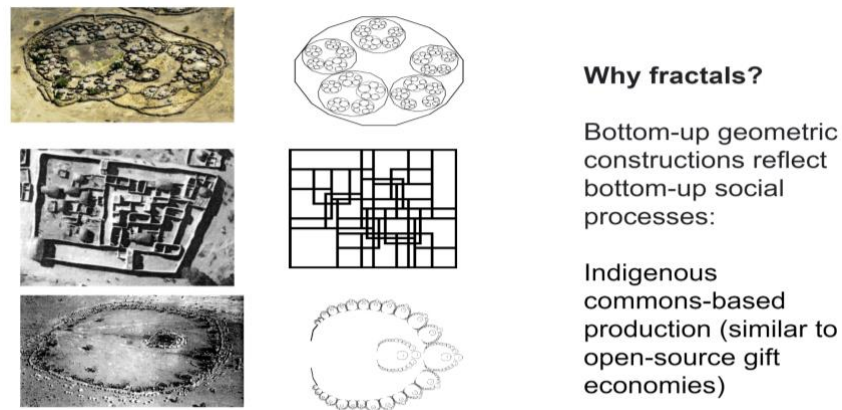 Why fractals?
Bottom-up geometric
constructions reflect
bottom-up social
processes:
Indigenous
commons-based
production (similar to
open-source gift
economies)